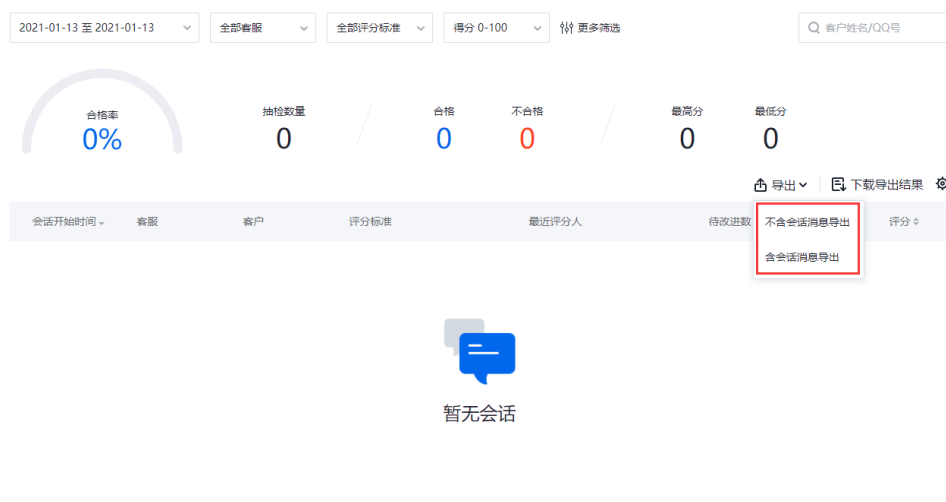 2021-01-13 至 2021-01-13 全部客服 全部评分标准 得分 0-100 更多筛选 客户姓名/QQ号
合格率 抽检数量 合格 不合格 最高分 最低分
0% 0 0 0 0 0
导出 下载导出结果
会话开始时间 客服 客户 评分标准 最近评分人 待改进数 不含会话消息导出 评分
含会话消息导出
暂无会话